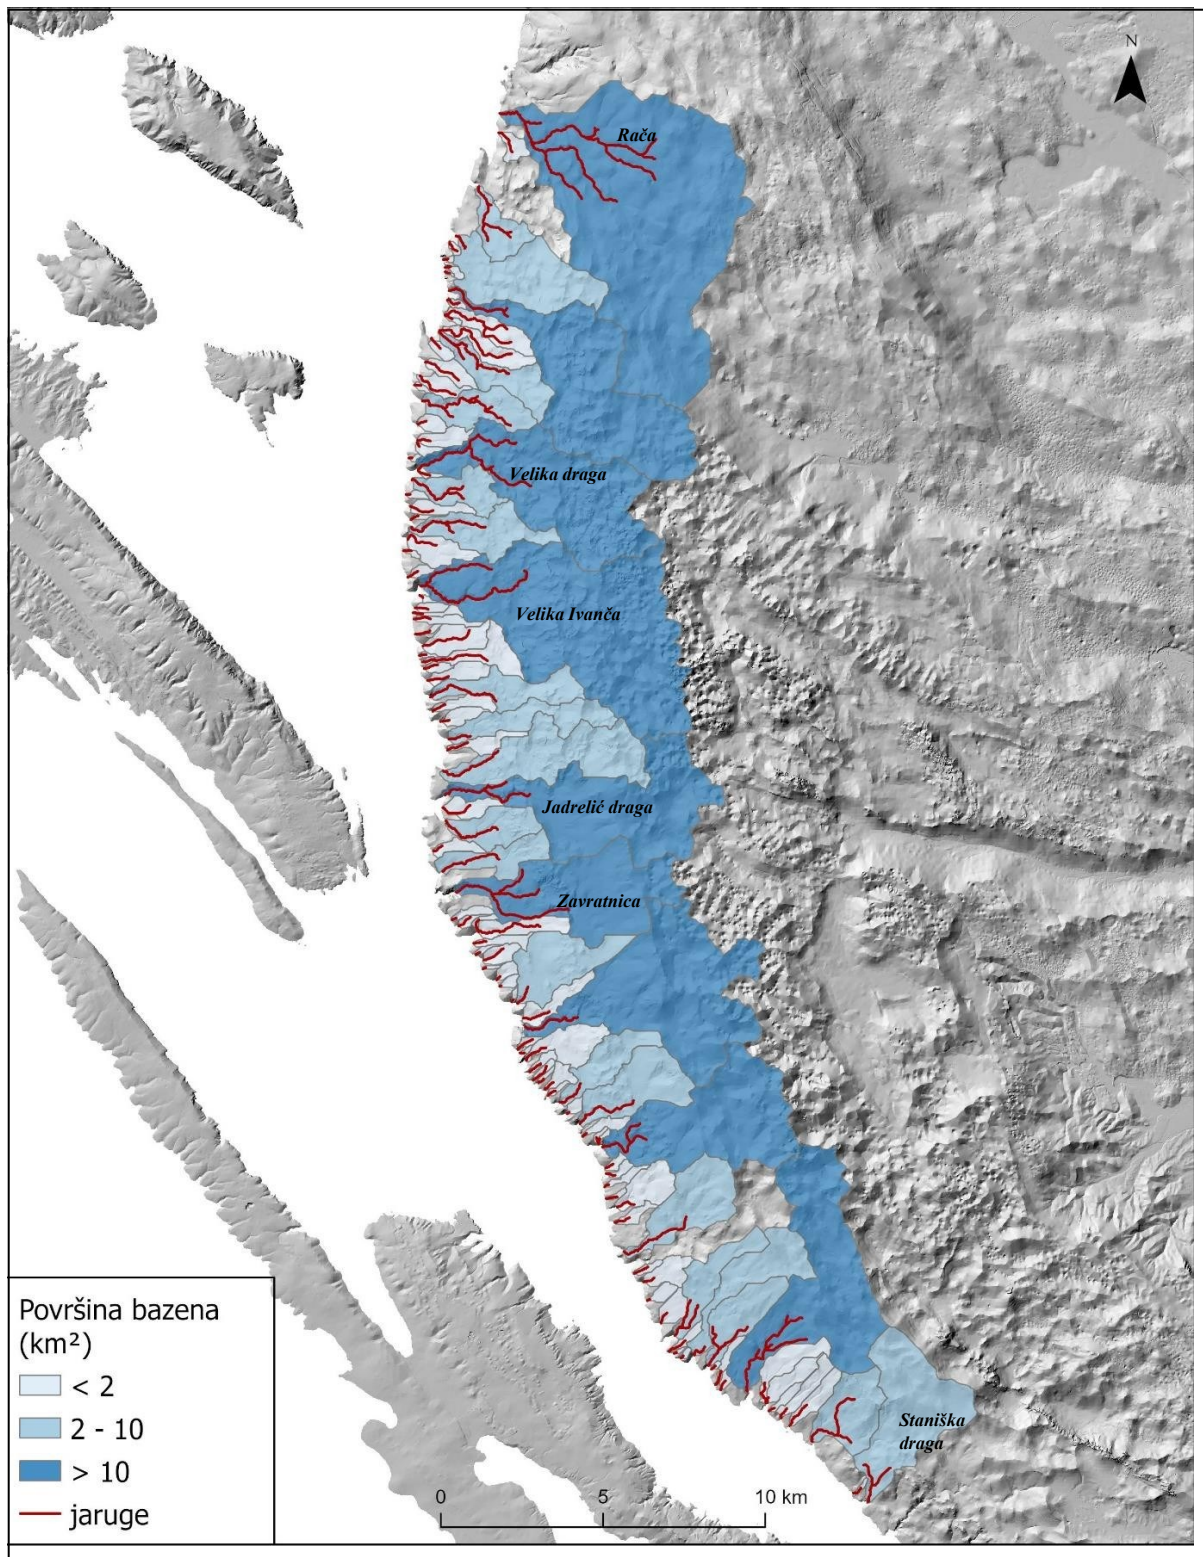 N
Rača
Velika draga
Velika Ivanča
Jadrelić draga
Zavratnica
Staniška
draga
Površina bazena
(km²)
< 2
2 - 10
> 10
jaruge
0 5 10 km